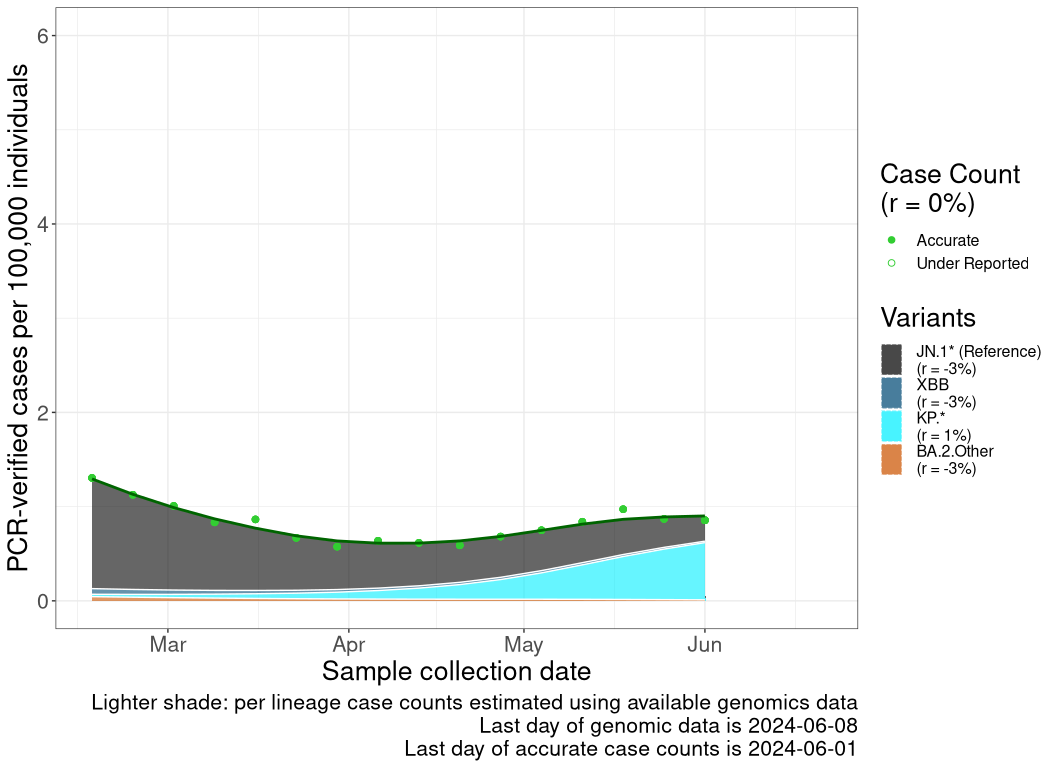 PCR-verified cases per 100,000 individuals
6
4
2
0
Mar
Apr
May
Jun
Sample collection date
Lighter shade: per lineage case counts estimated using available genomics data
Last day of genomic data is 2024-06-08
Last day of accurate case counts is 2024-06-01
Case Count
(r = 0%)
Accurate
Under Reported
Variants
JN.1* (Reference)
(r = -3%)
XBB
(r = -3%)
KP.*
(r = 1%)
BA.2.Other
(r = -3%)